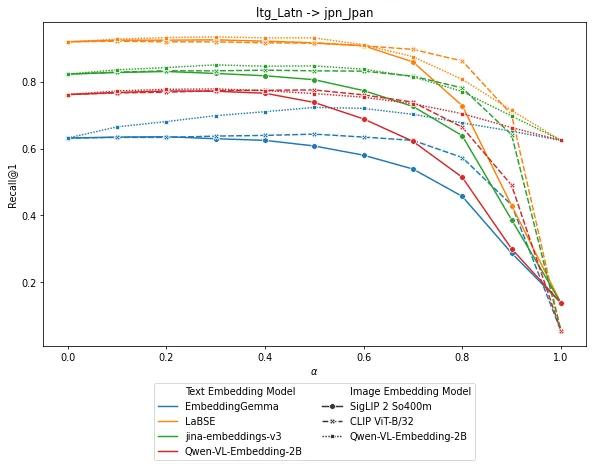 ltg_Latn -> jpn_Jpan
Recall@1
0.8
0.6
0.4
0.2
0.0
0.2
0.4
0.6
0.8
1.0
α
Text Embedding Model
EmbeddingGemma
LaBSE
jina-embeddings-v3
Qwen-VL-Embedding-2B
Image Embedding Model
SigLIP 2 So400m
CLIP ViT-B/32
Qwen-VL-Embedding-2B